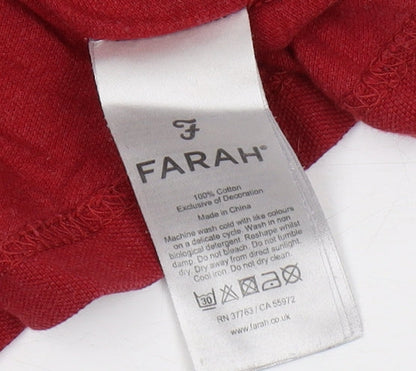 F
FARAH®
100% Cotton
Exclusive of Decoration
Made in China
Machine wash cold with like colours
on a delicate cycle. Wash in non
biological detergent. Reshape whilst
damp. Do not bleach. Do not tumble
dry. Dry away from direct sunlight.
Cool iron. Do not dry clean.
30
RN 37763 / CA 55972
www.farah.co.uk